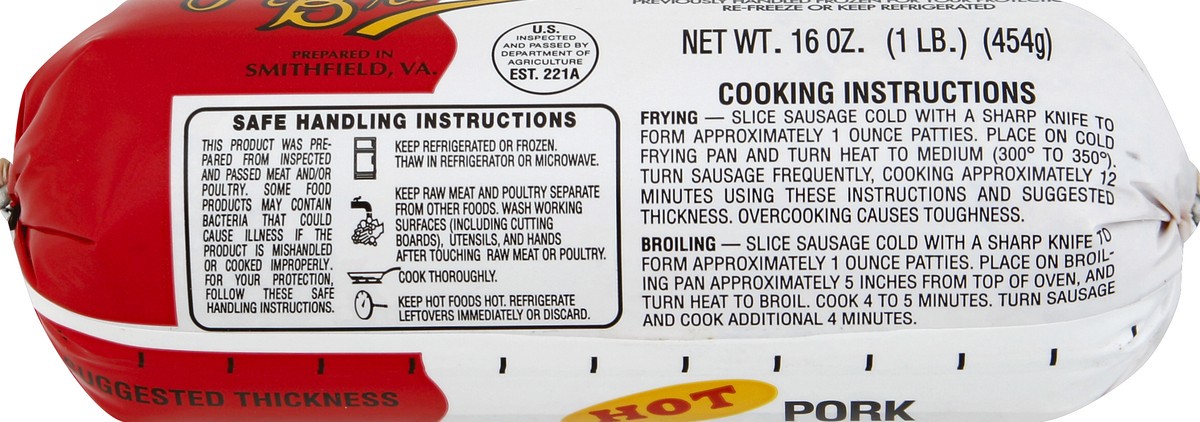 PREVIOUSLY HANDLED FROZEN FOR YOUR
RE-FREEZE OR KEEP REFRIGERATED
PREPARED IN
SMITHFIELD, VA.
U.S.
INSPECTED
AND PASSED BY
DEPARTMENT OF
AGRICULTURE
EST. 221A
NET WT. 16 OZ. (1 LB.) (454g)
SAFE HANDLING INSTRUCTIONS
THIS PRODUCT WAS PRE-
PARED FROM INSPECTED
AND PASSED MEAT AND/OR
POULTRY. SOME FOOD
PRODUCTS MAY CONTAIN
BACTERIA THAT COULD
CAUSE ILLNESS IF THE
PRODUCT IS MISHANDLED
OR COOKED IMPROPERLY.
FOR YOUR PROTECTION,
FOLLOW THESE SAFE
HANDLING INSTRUCTIONS.
KEEP REFRIGERATED OR FROZEN.
THAW IN REFRIGERATOR OR MICROWAVE.
KEEP RAW MEAT AND POULTRY SEPARATE
FROM OTHER FOODS. WASH WORKING
SURFACES (INCLUDING CUTTING
BOARDS), UTENSILS, AND HANDS
AFTER TOUCHING RAW MEAT OR POULTRY.
COOK THOROUGHLY.
KEEP HOT FOODS HOT. REFRIGERATE
LEFTOVERS IMMEDIATELY OR DISCARD.
COOKING INSTRUCTIONS
FRYING — SLICE SAUSAGE COLD WITH A SHARP KNIFE TO
FORM APPROXIMATELY 1 OUNCE PATTIES. PLACE ON COLD
FRYING PAN AND TURN HEAT TO MEDIUM (300° TO 350°).
TURN SAUSAGE FREQUENTLY, COOKING APPROXIMATELY 12
MINUTES USING THESE INSTRUCTIONS AND SUGGESTED
THICKNESS. OVERCOOKING CAUSES TOUGHNESS.
BROILING — SLICE SAUSAGE COLD WITH A SHARP KNIFE TO
FORM APPROXIMATELY 1 OUNCE PATTIES. PLACE ON BROIL-
ING PAN APPROXIMATELY 5 INCHES FROM TOP OF OVEN, AND
TURN HEAT TO BROIL. COOK 4 TO 5 MINUTES. TURN SAUSAGE
AND COOK ADDITIONAL 4 MINUTES.
SUGGESTED THICKNESS
HOT
PORK